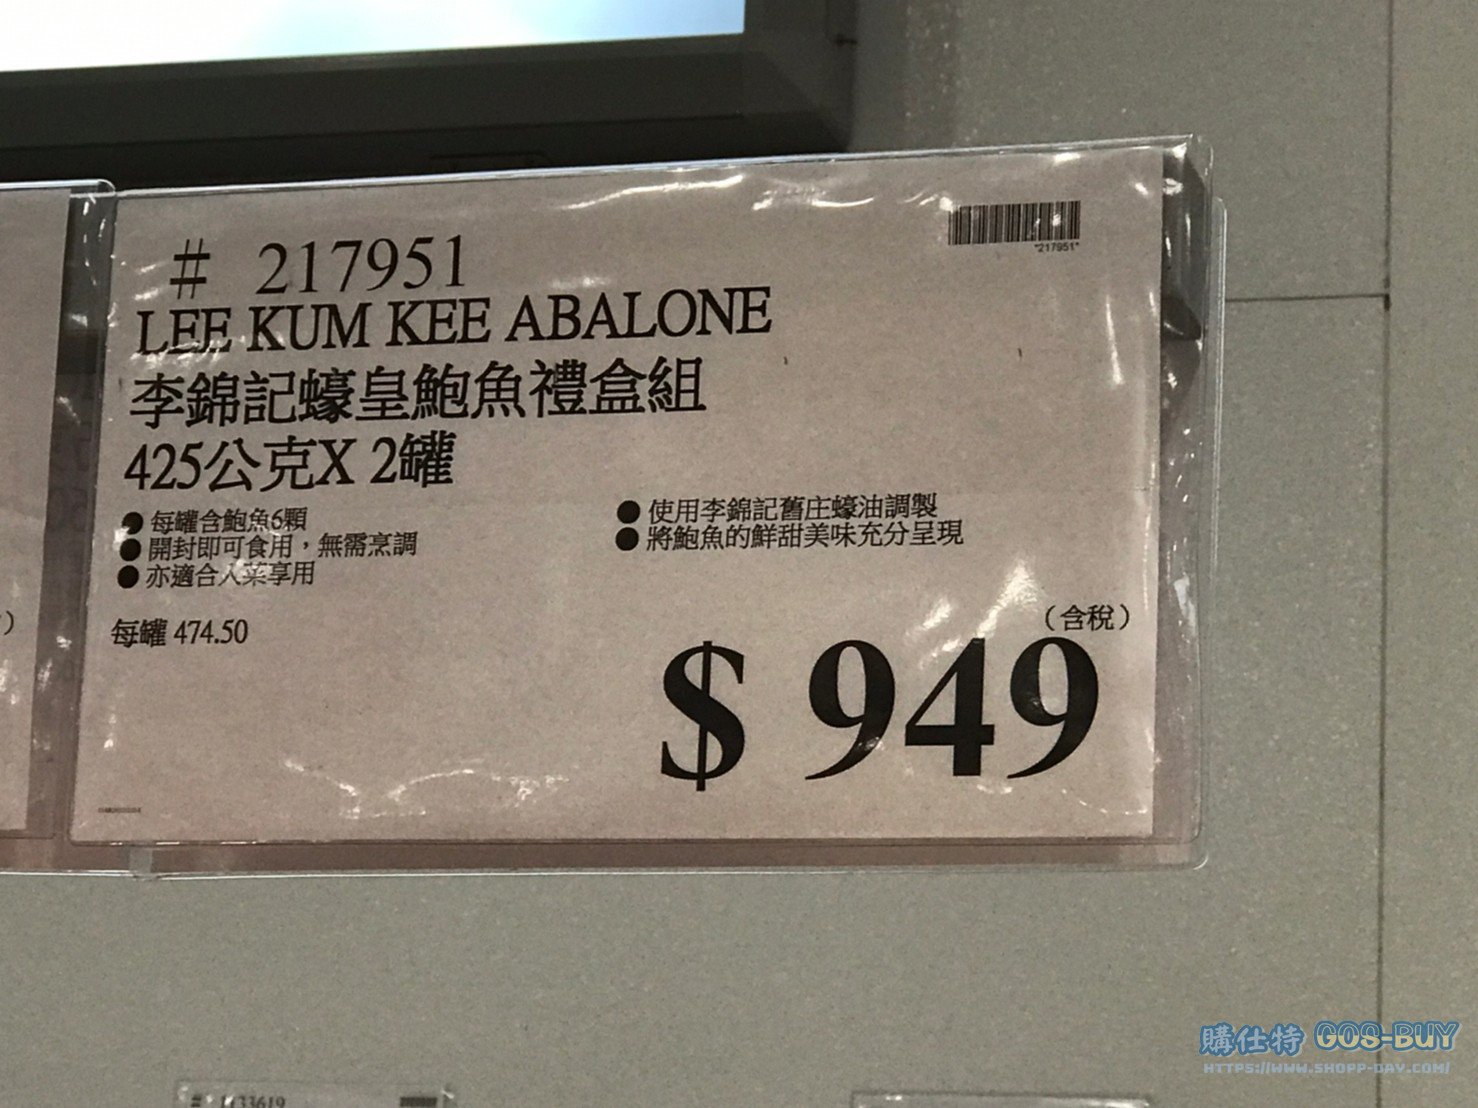 # 217951
"217951"
LEE KUM KEE ABALONE
李錦記蠔皇鮑魚禮盒組
425公克X 2罐
● 每罐含鮑魚6顆
● 開封即可食用，無需烹調
● 亦適合入菜享用
● 使用李錦記舊庄蠔油調製
● 將鮑魚的鮮甜美味充分呈現
每罐 474.50
（含稅）
$ 949
）
購仕特 GOS-BUY
HTTPS://WWW.SHOPP-DAY.COM/
# 1133619